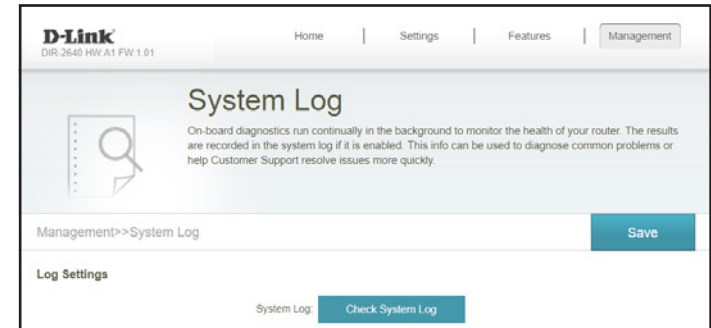 D-Link
DIR-2640 HW:A1 FW:1.01
Home | Settings | Features | Management
System Log
On-board diagnostics run continually in the background to monitor the health of your router. The results
are recorded in the system log if it is enabled. This info can be used to diagnose common problems or
help Customer Support resolve issues more quickly.
Management>>System Log
Save
Log Settings
System Log: Check System Log